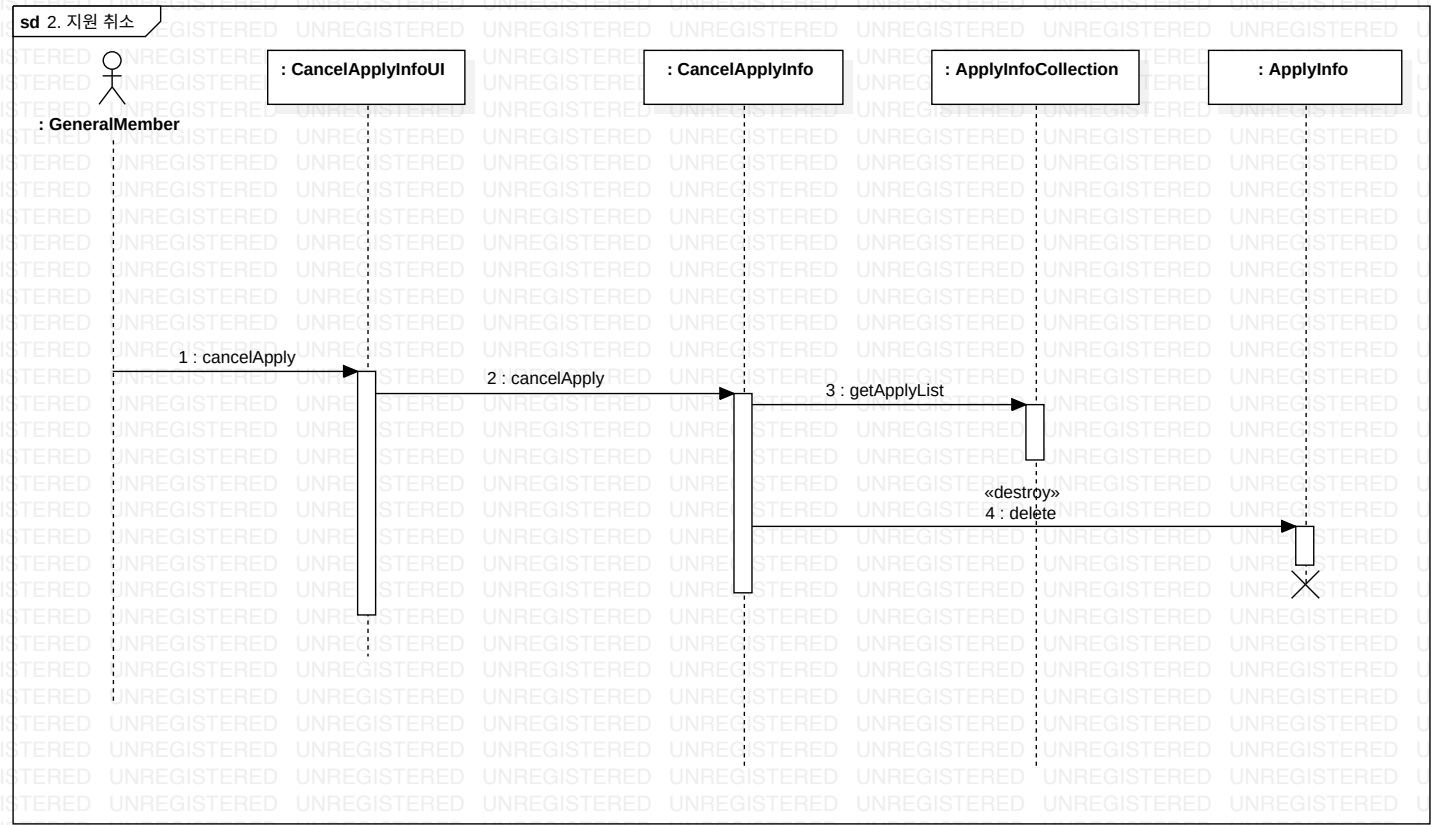 sd 2. 지원 취소
: GeneralMember
: CancelApplyInfoUI
: CancelApplyInfo
: ApplyInfoCollection
: ApplyInfo
1 : cancelApply
2 : cancelApply
3 : getApplyList
«destroy»
4 : delete
UNREGISTERED